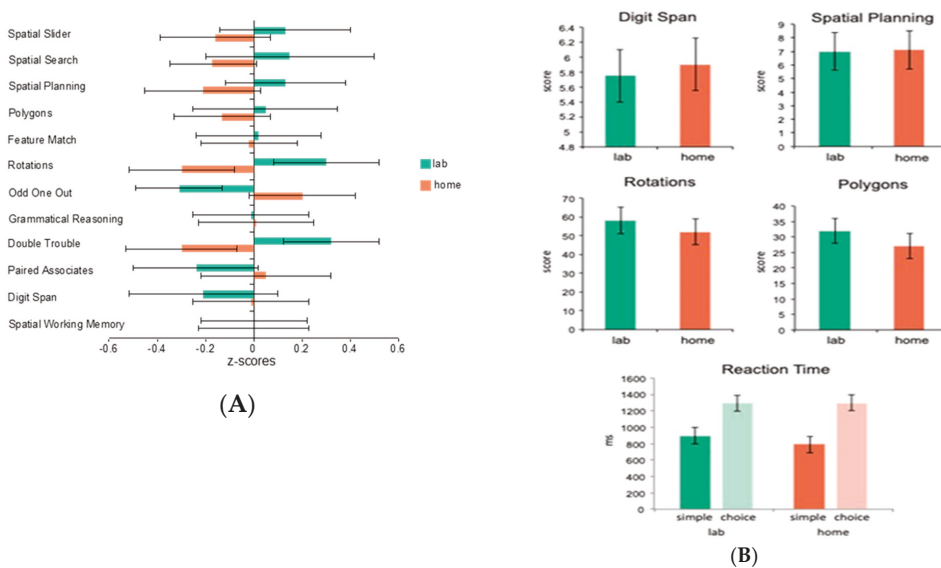 Spatial Slider
Spatial Search
Spatial Planning
Polygons
Feature Match
Rotations
Odd One Out
Grammatical Reasoning
Double Trouble
Paired Associates
Digit Span
Spatial Working Memory
-0.6 -0.4 -0.2 0 0.2 0.4 0.6
z-scores
lab
home
(A)
Digit Span
score
6.4
6.2
6
5.8
5.6
5.4
5.2
5
4.8
lab home
Spatial Planning
score
9
8
7
6
5
4
3
2
1
0
lab home
Rotations
score
70
60
50
40
30
20
10
0
lab home
Polygons
score
40
35
30
25
20
15
10
5
0
lab home
Reaction Time
ms
1600
1400
1200
1000
800
600
400
200
0
simple choice simple choice
lab home
(B)